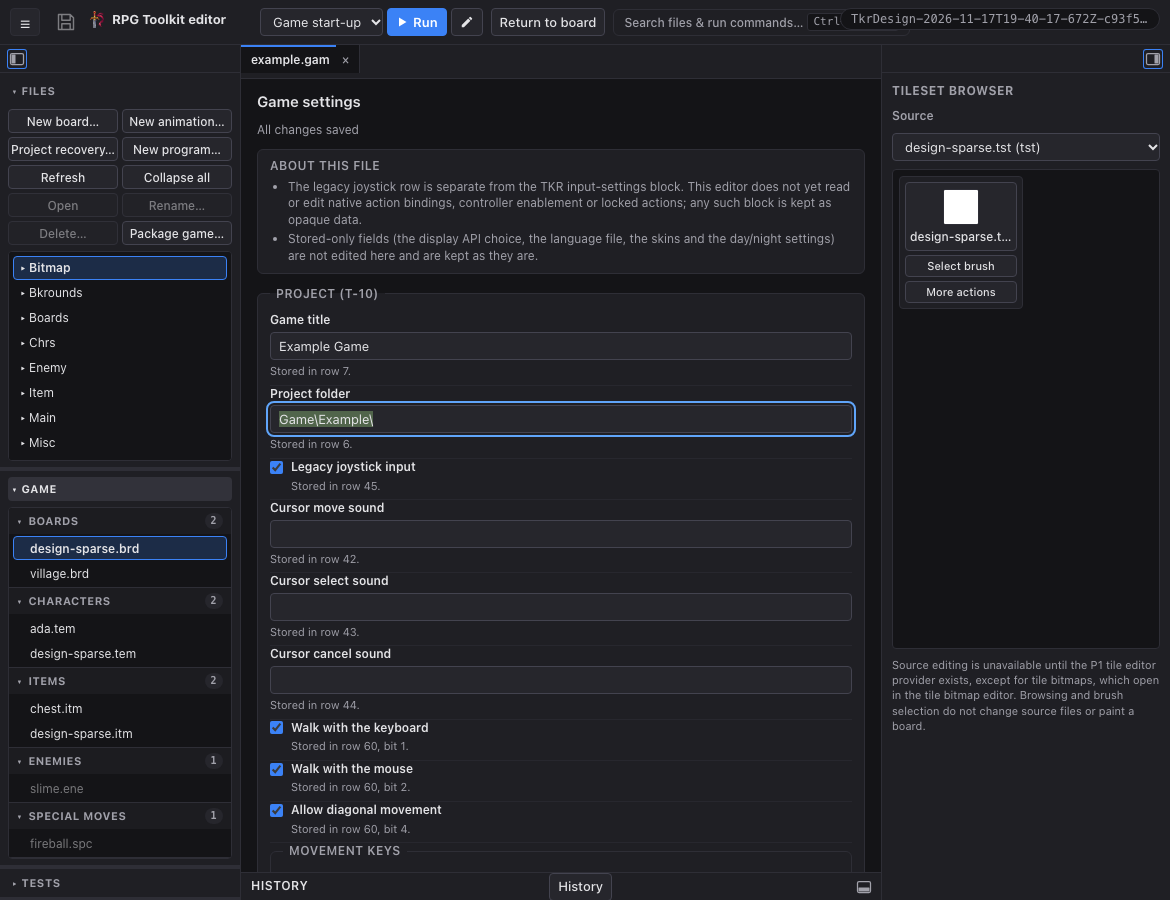 RPG Toolkit editor
Game start-up
Run
Return to board
Search files & run commands...
Ctrl
TkrDesign-2026-11-17T19-40-17-672Z-c93f5…
FILES
New board...
New animation...
Project recovery...
New program...
Refresh
Collapse all
Open
Rename...
Delete...
Package game...
Bitmap
Bkrounds
Boards
Chrs
Enemy
Item
Main
Misc
GAME
BOARDS
2
design-sparse.brd
village.brd
CHARACTERS
2
ada.tem
design-sparse.tem
ITEMS
2
chest.itm
design-sparse.itm
ENEMIES
1
slime.ene
SPECIAL MOVES
1
fireball.spc
TESTS
example.gam ×
Game settings
All changes saved
ABOUT THIS FILE
• The legacy joystick row is separate from the TKR input-settings block. This editor does not yet read
or edit native action bindings, controller enablement or locked actions; any such block is kept as
opaque data.
• Stored-only fields (the display API choice, the language file, the skins and the day/night settings)
are not edited here and are kept as they are.
PROJECT (T-10)
Game title
Example Game
Stored in row 7.
Project folder
Game\Example\
Stored in row 6.
Legacy joystick input
Stored in row 45.
Cursor move sound
Stored in row 42.
Cursor select sound
Stored in row 43.
Cursor cancel sound
Stored in row 44.
Walk with the keyboard
Stored in row 60, bit 1.
Walk with the mouse
Stored in row 60, bit 2.
Allow diagonal movement
Stored in row 60, bit 4.
MOVEMENT KEYS
HISTORY
History
TILESET BROWSER
Source
design-sparse.tst (tst)
design-sparse.t...
Select brush
More actions
Source editing is unavailable until the P1 tile editor
provider exists, except for tile bitmaps, which open
in the tile bitmap editor. Browsing and brush
selection do not change source files or paint a
board.